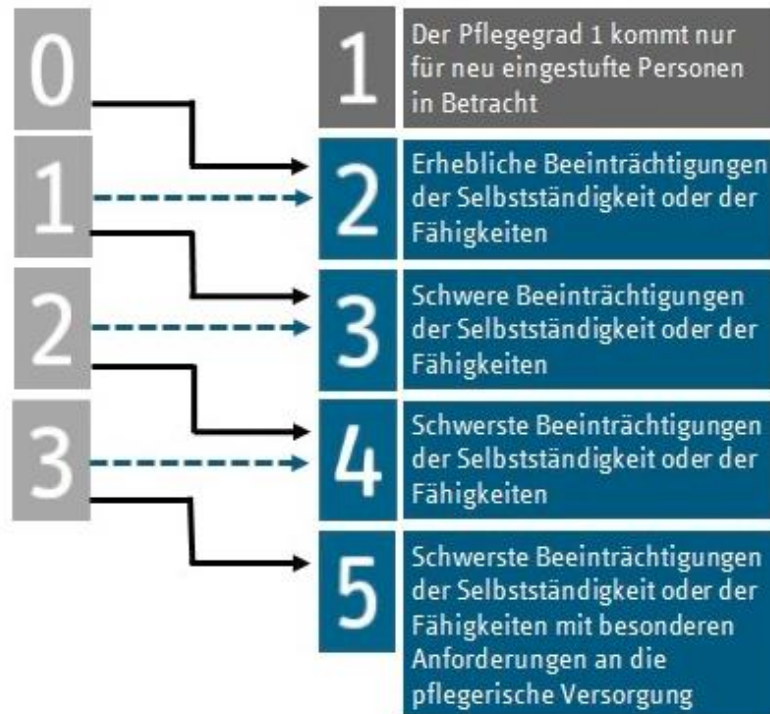 0
1
2
3
1
Der Pflegegrad 1 kommt nur
für neu eingestufte Personen
in Betracht
2
Erhebliche Beeinträchtigungen
der Selbstständigkeit oder der
Fähigkeiten
3
Schwere Beeinträchtigungen
der Selbstständigkeit oder der
Fähigkeiten
4
Schwerste Beeinträchtigungen
der Selbstständigkeit oder der
Fähigkeiten
5
Schwerste Beeinträchtigungen
der Selbstständigkeit oder der
Fähigkeiten mit besonderen
Anforderungen an die
pflegerische Versorgung